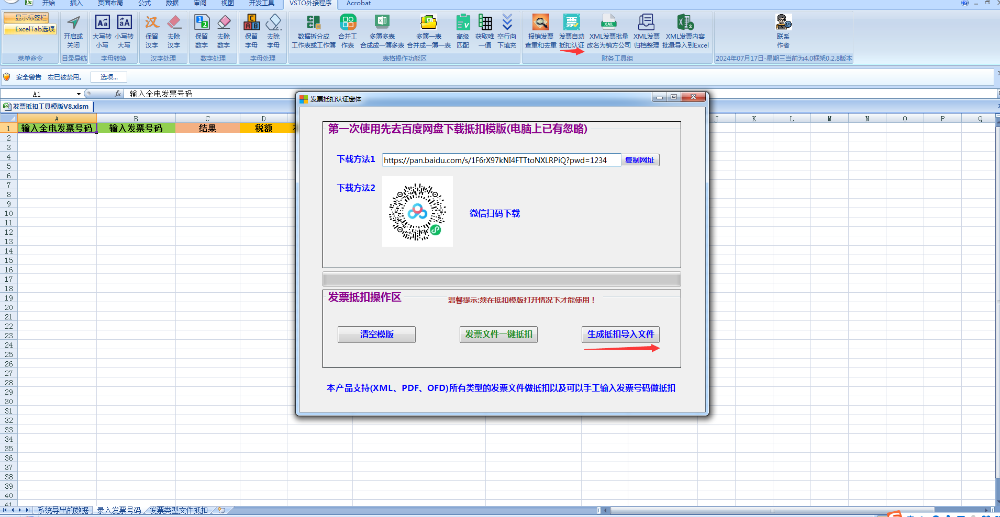 开始 插入 页面布局 公式 数据 审阅 视图 开发工具 VSTO外接程序 Acrobat
显示标签栏
ExcelTab选项
菜单命令
开启或
关闭
目录导航
大写转
小写
小写转
大写
字母转换
保留
汉字
去除
汉字
汉字处理
保留
数字
去除
数字
数字处理
保留
字母
去除
字母
字母处理
数据拆分成
工作表或工作簿
合并工
作表
多簿多表
合成成一簿多表
多簿一表
合并成一簿一表
高级
匹配
获取唯
一值
空行向
下填充
表格操作功能区
报销发票
查重和去重
发票自动
抵扣认证
XML发票批量
改名为销方公司
XML发票
归档整理
XML发票内容
批量导入到Excel
财务工具组
联系
作者
2024年07月17日-星期三当前为4.0框架0.2.8版本
安全警告 宏已被禁用。 选项...
A1 fx 输入全电发票号码
发票抵扣工具模版V8.xlsm
A B C D J K L M N O P Q
1 输入全电发票号码 输入发票号码 结果 税额
2
3
4
5
6
7
8
9
10
11
12
13
14
15
16
17
18
19
20
21
22
23
24
25
26
27
28
29
30
31
32
33
34
35
36
37
38
39
40
41
发票抵扣认证窗体
第一次使用先去百度网盘下载抵扣模版(电脑上已有忽略)
下载方法1 https://pan.baidu.com/s/1F6rX97kNI4FTTtoNXLRPiQ?pwd=1234 复制网址
下载方法2
微信扫码下载
发票抵扣操作区
温馨提示:须在抵扣模版打开情况下才能使用！
清空模版 发票文件一键抵扣 生成抵扣导入文件
本产品支持(XML、PDF、OFD)所有类型的发票文件做抵扣以及可以手工输入发票号码做抵扣
系统导出的数据 录入发票号码 发票类型文件抵扣